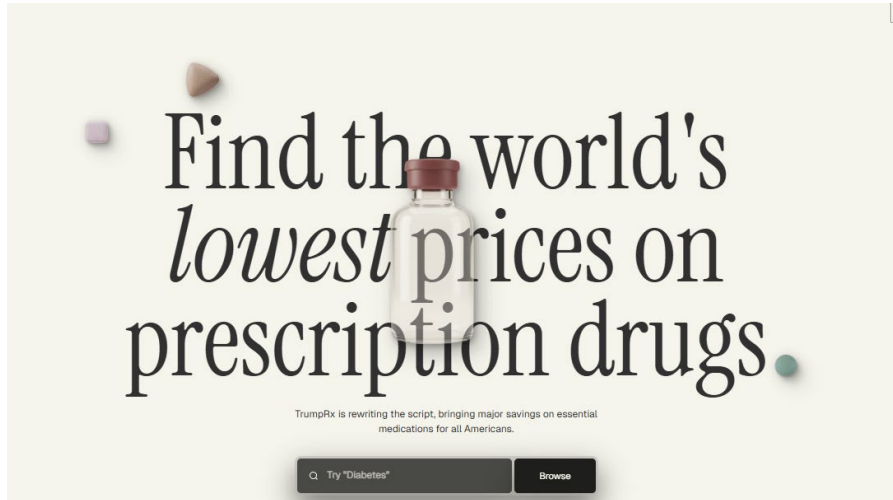 Find the world's
lowest prices on
prescription drugs
TrumpRx is rewriting the script, bringing major savings on essential
medications for all Americans.
Try "Diabetes"
Browse